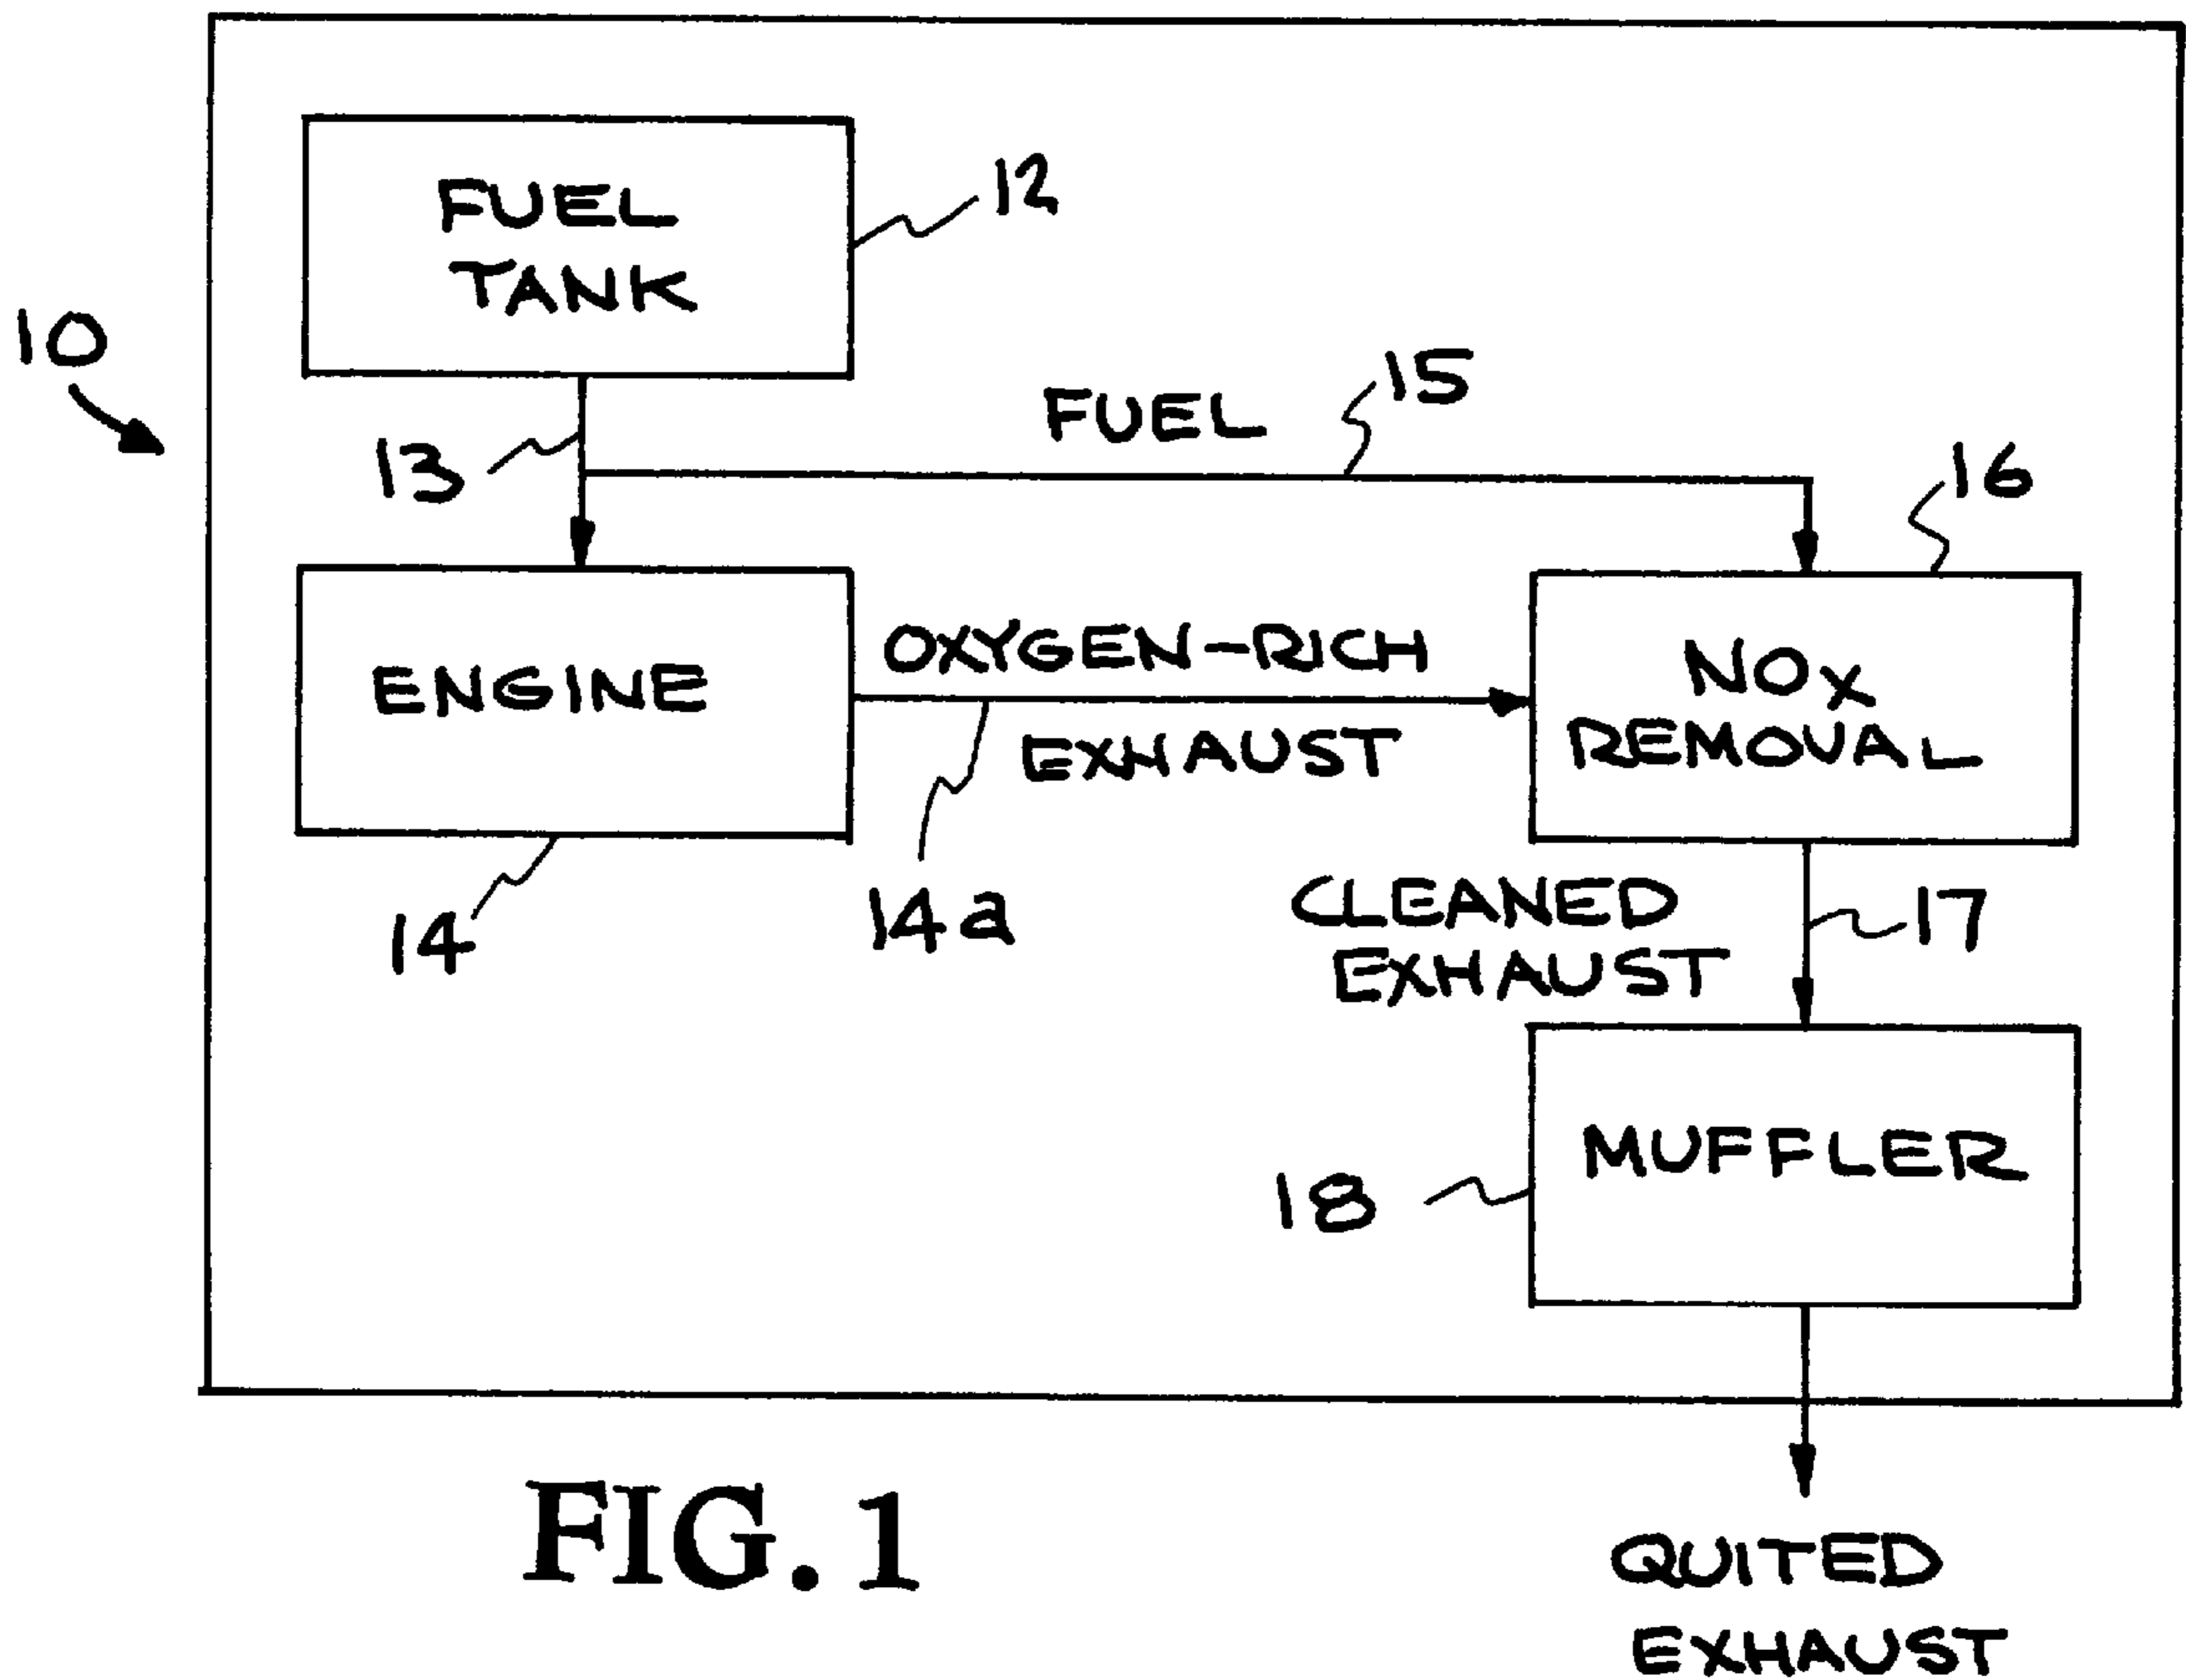 FUEL
TANK
12
10
13
FUEL
15
16
ENGINE
OXYGEN-RICH
EXHAUST
NOx
REMOVAL
14
14a
CLEANED
EXHAUST
17
MUFFLER
18
FIG. 1
QUITED
EXHAUST